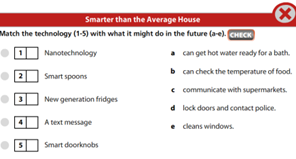 Smarter than the Average House
Match the technology (1-5) with what it might do in the future (a-e). CHECK
1 Nanotechnology
2 Smart spoons
3 New generation fridges
4 A text message
5 Smart doorknobs
a can get hot water ready for a bath.
b can check the temperature of food.
c communicate with supermarkets.
d lock doors and contact police.
e cleans windows.